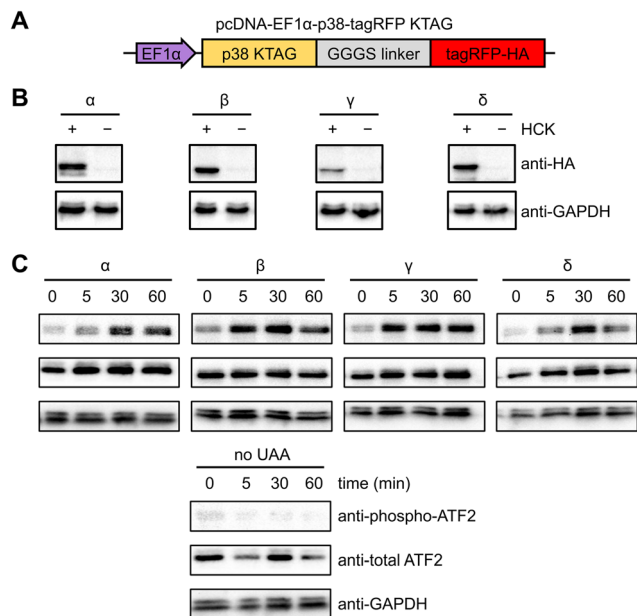 A
pcDNA-EF1α-p38-tagRFP KTAG
EF1α p38 KTAG GGGS linker tagRFP-HA
B
α β γ δ
+ − + − + − + − HCK
anti-HA
anti-GAPDH
C
α β γ δ
0 5 30 60 0 5 30 60 0 5 30 60 0 5 30 60
no UAA
0 5 30 60 time (min)
anti-phospho-ATF2
anti-total ATF2
anti-GAPDH